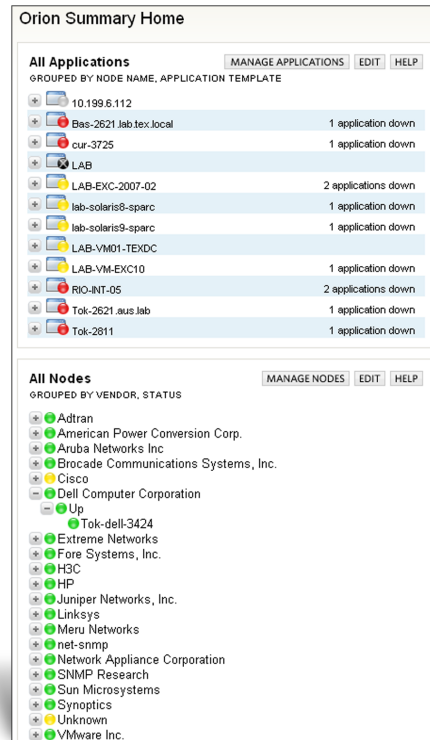 Orion Summary Home
All Applications MANAGE APPLICATIONS EDIT HELP
GROUPED BY NODE NAME, APPLICATION TEMPLATE
10.199.6.112
Bas-2621.lab.tex.local 1 application down
cur-3725 1 application down
LAB
LAB-EXC-2007-02 2 applications down
lab-solaris8-sparc 1 application down
lab-solaris9-sparc 1 application down
LAB-VM01-TEXDC
LAB-VM-EXC10 1 application down
RIO-INT-05 2 applications down
Tok-2621.aus.lab 1 application down
Tok-2811 1 application down
All Nodes MANAGE NODES EDIT HELP
GROUPED BY VENDOR, STATUS
Adtran
American Power Conversion Corp.
Aruba Networks Inc
Brocade Communications Systems, Inc.
Cisco
Dell Computer Corporation
Up
Tok-dell-3424
Extreme Networks
Fore Systems, Inc.
H3C
HP
Juniper Networks, Inc.
Linksys
Meru Networks
net-snmp
Network Appliance Corporation
SNMP Research
Sun Microsystems
Synoptics
Unknown
VMware Inc.